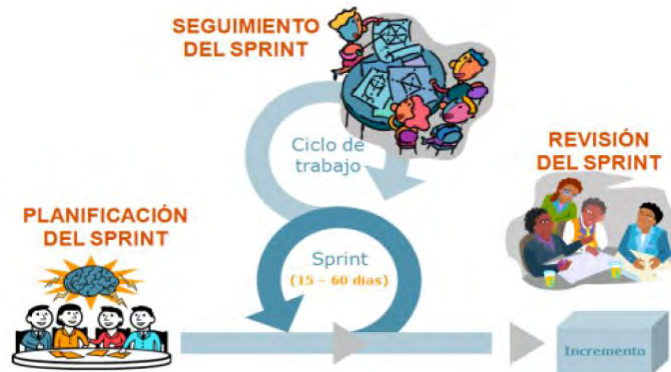 SEGUIMIENTO
DEL SPRINT
Ciclo de
trabajo
REVISIÓN
DEL SPRINT
PLANIFICACIÓN
DEL SPRINT
Sprint
(15 - 60 días)
Incremento